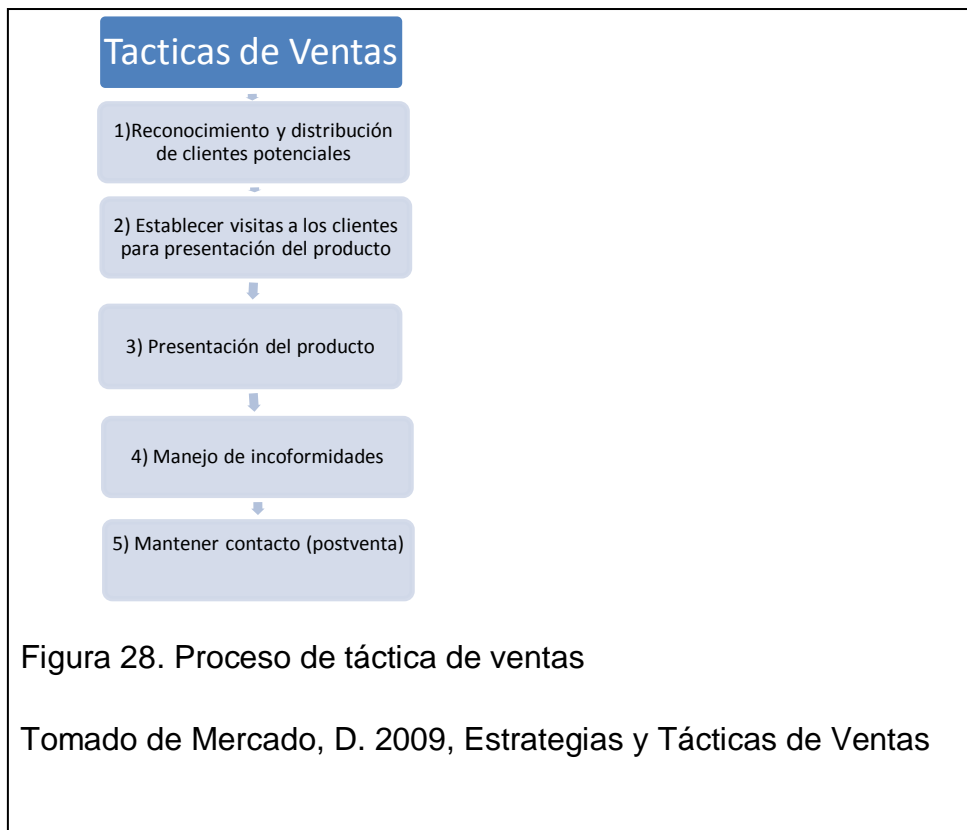 Tacticas de Ventas
1)Reconocimiento y distribución
de clientes potenciales
2) Establecer visitas a los clientes
para presentación del producto
3) Presentación del producto
4) Manejo de incoformidades
5) Mantener contacto (postventa)
Figura 28. Proceso de táctica de ventas
Tomado de Mercado, D. 2009, Estrategias y Tácticas de Ventas